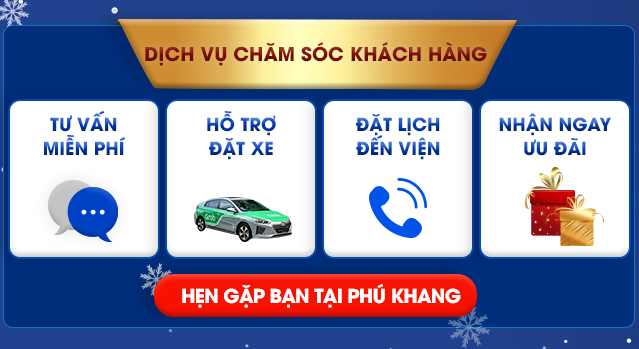 DỊCH VỤ CHĂM SÓC KHÁCH HÀNG
TƯ VẤN
MIỄN PHÍ
HỖ TRỢ
ĐẶT XE
Grab
ĐẶT LỊCH
ĐẾN VIỆN
NHẬN NGAY
ƯU ĐÃI
HẸN GẶP BẠN TẠI PHÚ KHANG